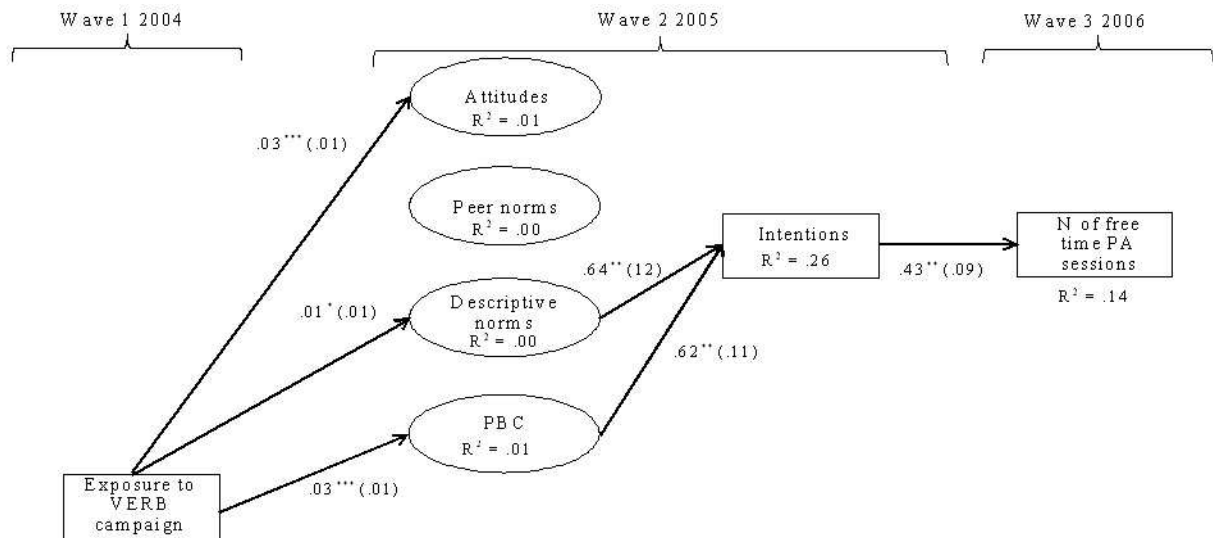 Wave 1 2004
Wave 2 2005
Wave 3 2006
Attitudes
R² = .01
.03***(.01)
Peer norms
R² = .00
Intentions
R² = .26
N of free
time PA
sessions
R² = .14
.64**(12)
.43**(.09)
.01*(.01)
Descriptive
norms
R² = .00
.62**(.11)
PBC
R² = .01
.03***(.01)
Exposure to
VERB
campaign